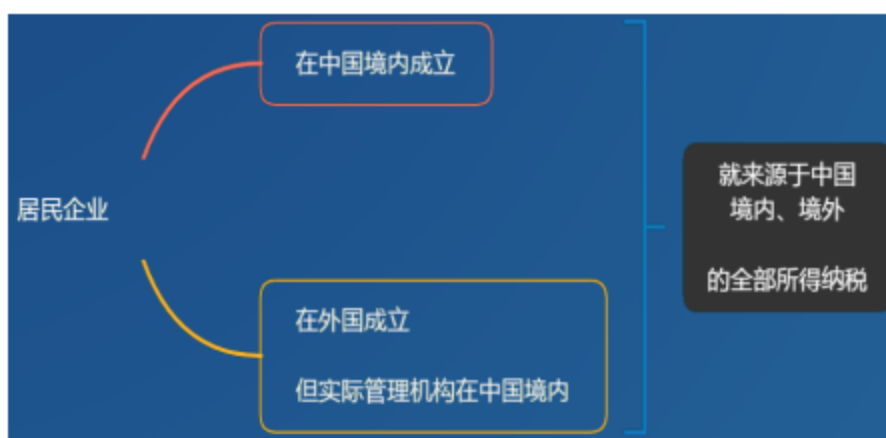 居民企业
在中国境内成立
在外国成立
但实际管理机构在中国境内
就来源于中国
境内、境外
的全部所得纳税